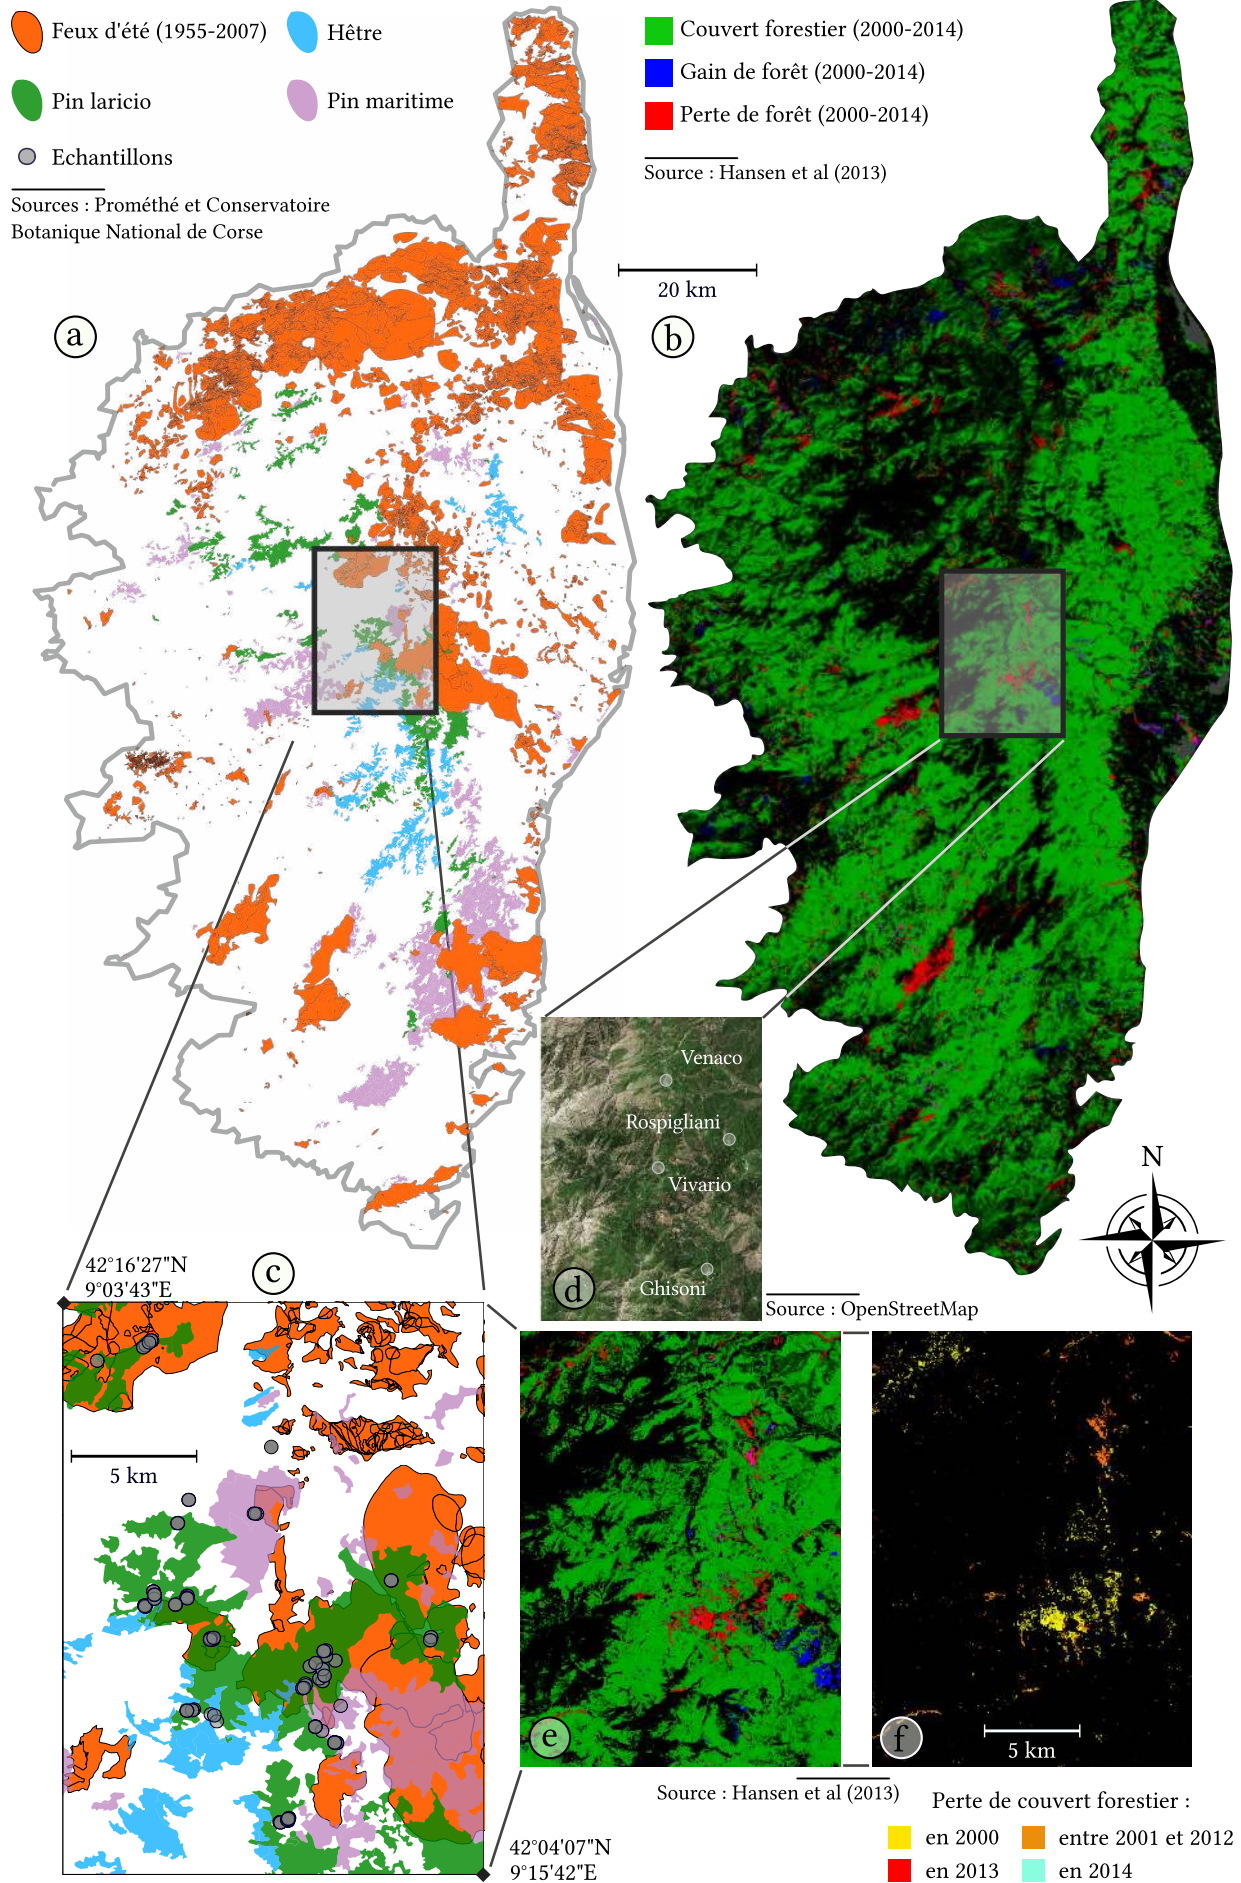 Feux d'été (1955-2007)
Hêtre
Pin laricio
Pin maritime
Echantillons
Sources : Prométhé et Conservatoire
Botanique National de Corse
Couvert forestier (2000-2014)
Gain de forêt (2000-2014)
Perte de forêt (2000-2014)
Source : Hansen et al (2013)
20 km
a
b
Venaco
Rospigliani
Vivario
Ghisoni
d
Source : OpenStreetMap
N
42°16'27"N
9°03'43"E
c
5 km
42°04'07"N
9°15'42"E
e
f
5 km
Source : Hansen et al (2013)
Perte de couvert forestier :
en 2000
entre 2001 et 2012
en 2013
en 2014